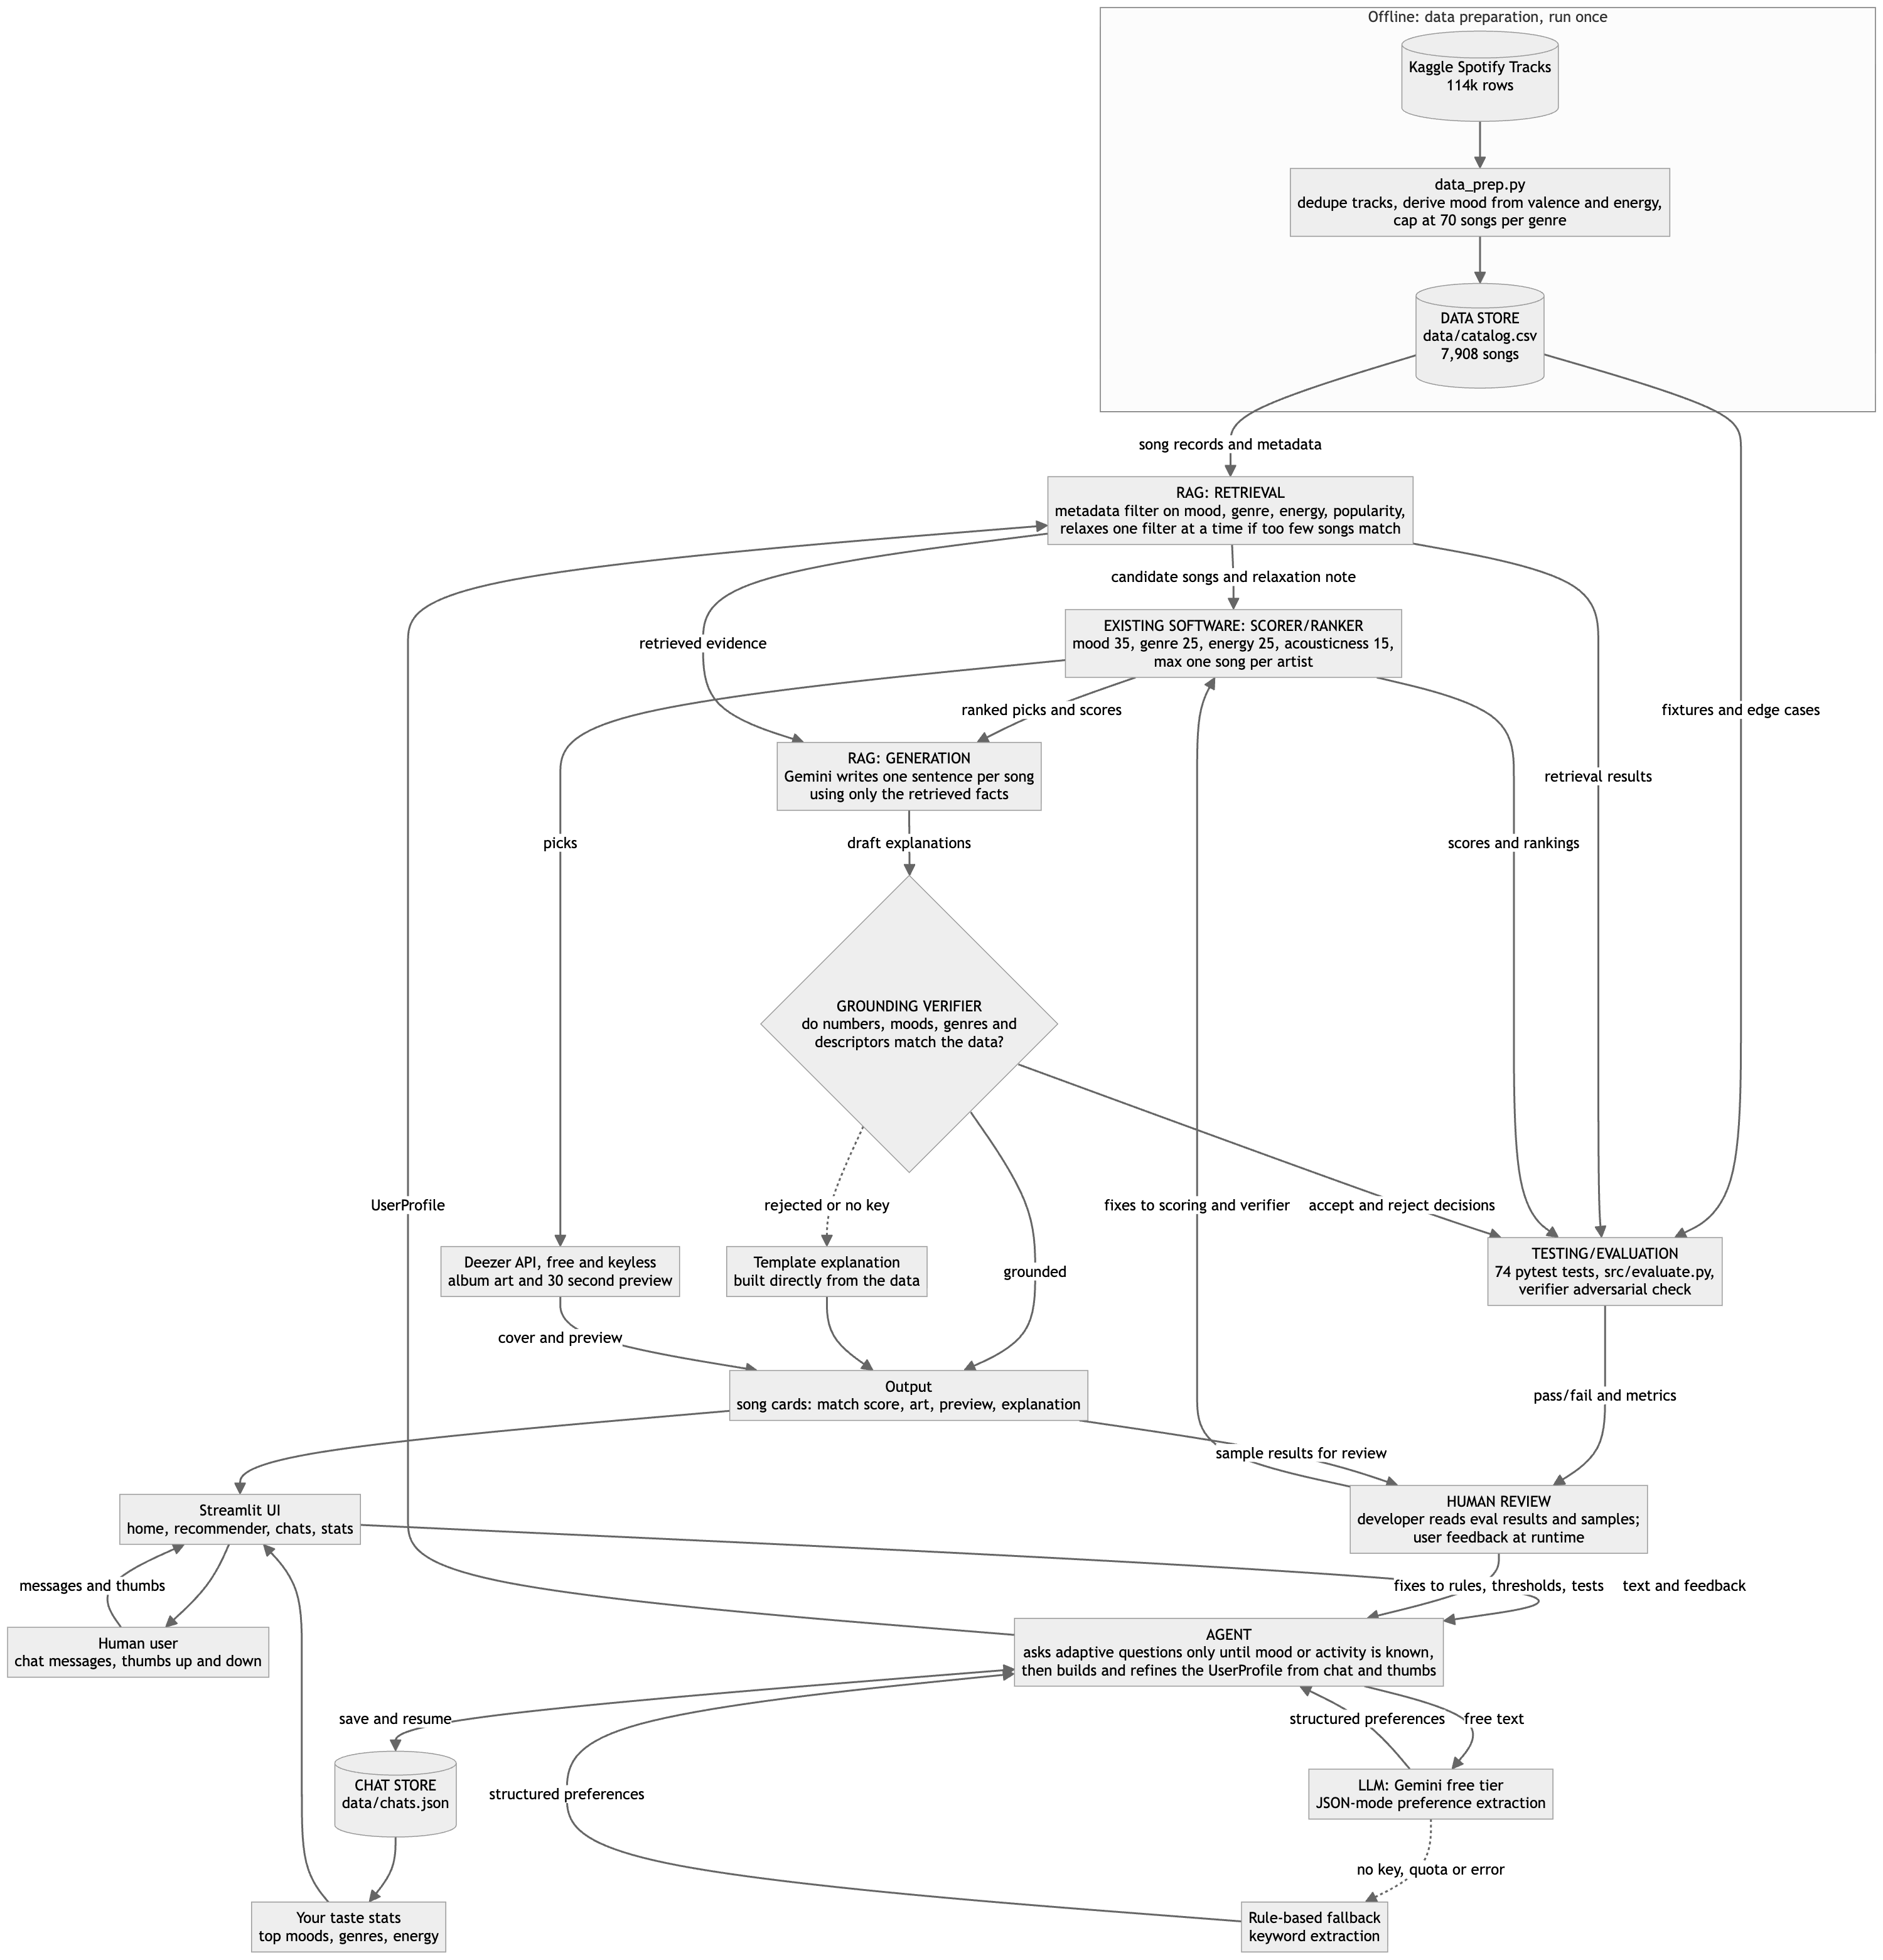 Offline: data preparation, run once
Kaggle Spotify Tracks
114k rows
data_prep.py
dedupe tracks, derive mood from valence and energy,
cap at 70 songs per genre
DATA STORE
data/catalog.csv
7,908 songs
song records and metadata
RAG: RETRIEVAL
metadata filter on mood, genre, energy, popularity,
relaxes one filter at a time if too few songs match
candidate songs and relaxation note
EXISTING SOFTWARE: SCORER/RANKER
mood 35, genre 25, energy 25, acousticness 15,
max one song per artist
retrieved evidence
ranked picks and scores
fixtures and edge cases
RAG: GENERATION
Gemini writes one sentence per song
using only the retrieved facts
retrieval results
picks
draft explanations
scores and rankings
GROUNDING VERIFIER
do numbers, moods, genres and
descriptors match the data?
UserProfile
rejected or no key
fixes to scoring and verifier
accept and reject decisions
Deezer API, free and keyless
album art and 30 second preview
Template explanation
built directly from the data
grounded
TESTING/EVALUATION
74 pytest tests, src/evaluate.py,
verifier adversarial check
cover and preview
Output
song cards: match score, art, preview, explanation
pass/fail and metrics
sample results for review
Streamlit UI
home, recommender, chats, stats
HUMAN REVIEW
developer reads eval results and samples;
user feedback at runtime
messages and thumbs
fixes to rules, thresholds, tests
text and feedback
Human user
chat messages, thumbs up and down
AGENT
asks adaptive questions only until mood or activity is known,
then builds and refines the UserProfile from chat and thumbs
save and resume
structured preferences
free text
CHAT STORE
data/chats.json
structured preferences
LLM: Gemini free tier
JSON-mode preference extraction
no key, quota or error
Your taste stats
top moods, genres, energy
Rule-based fallback
keyword extraction